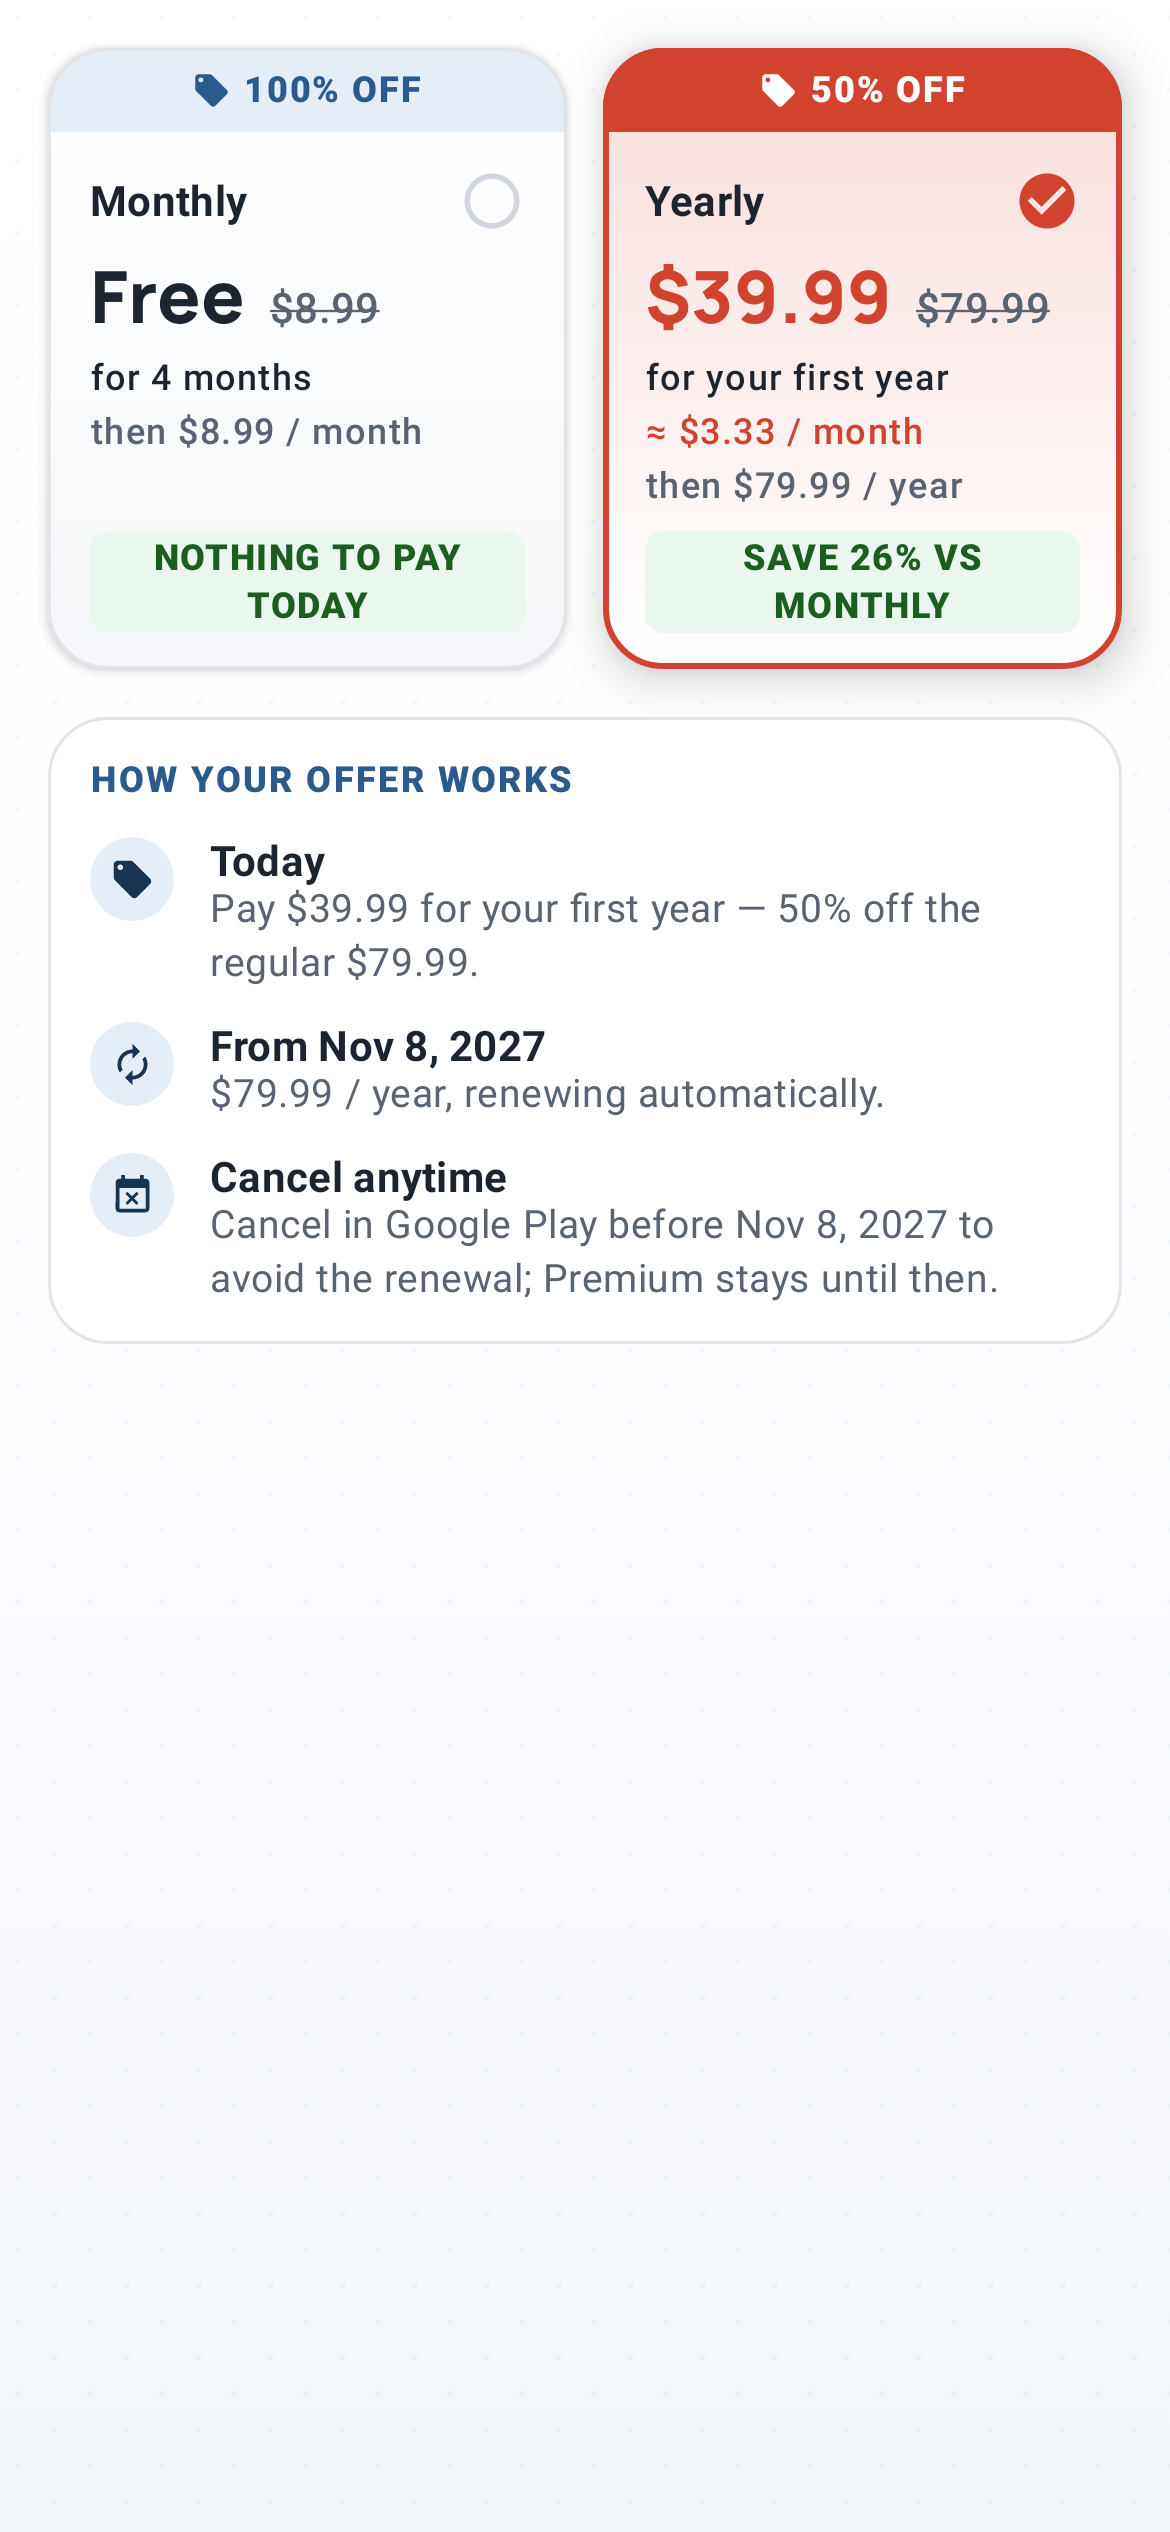 100% OFF
Monthly
Free $8.99
for 4 months
then $8.99 / month
NOTHING TO PAY
TODAY
50% OFF
Yearly
$39.99 $79.99
for your first year
≈ $3.33 / month
then $79.99 / year
SAVE 26% VS
MONTHLY
HOW YOUR OFFER WORKS
Today
Pay $39.99 for your first year — 50% off the
regular $79.99.
From Nov 8, 2027
$79.99 / year, renewing automatically.
Cancel anytime
Cancel in Google Play before Nov 8, 2027 to
avoid the renewal; Premium stays until then.